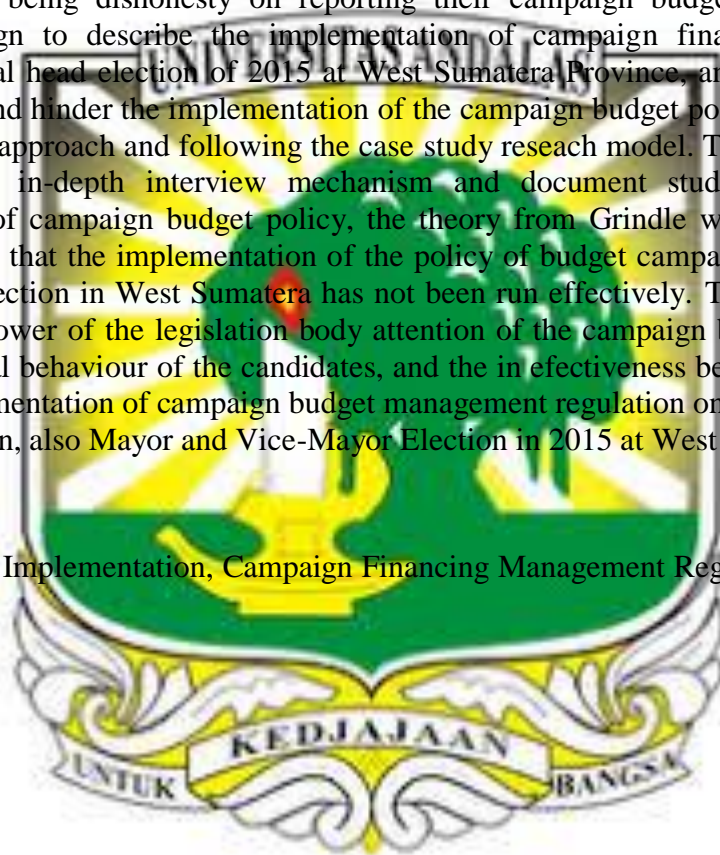 being dishonesty on reporting their campaign budge
gn to describe the implementation of campaign fina
UNIVERSITAS ANDALAS
al head election of 2015 at West Sumatera Province, an
nd hinder the implementation of the campaign budget po
approach and following the case study reseach model. T
in-depth interview mechanism and document stud
of campaign budget policy, the theory from Grindle w
that the implementation of the policy of budget campa
ection in West Sumatera has not been run effectively. T
ower of the legislation body attention of the campaign b
al behaviour of the candidates, and the in efectiveness be
mentation of campaign budget management regulation on
n, also Mayor and Vice-Mayor Election in 2015 at West
Implementation, Campaign Financing Management Reg
KEDJAJAAN
UNTUK BANGSA